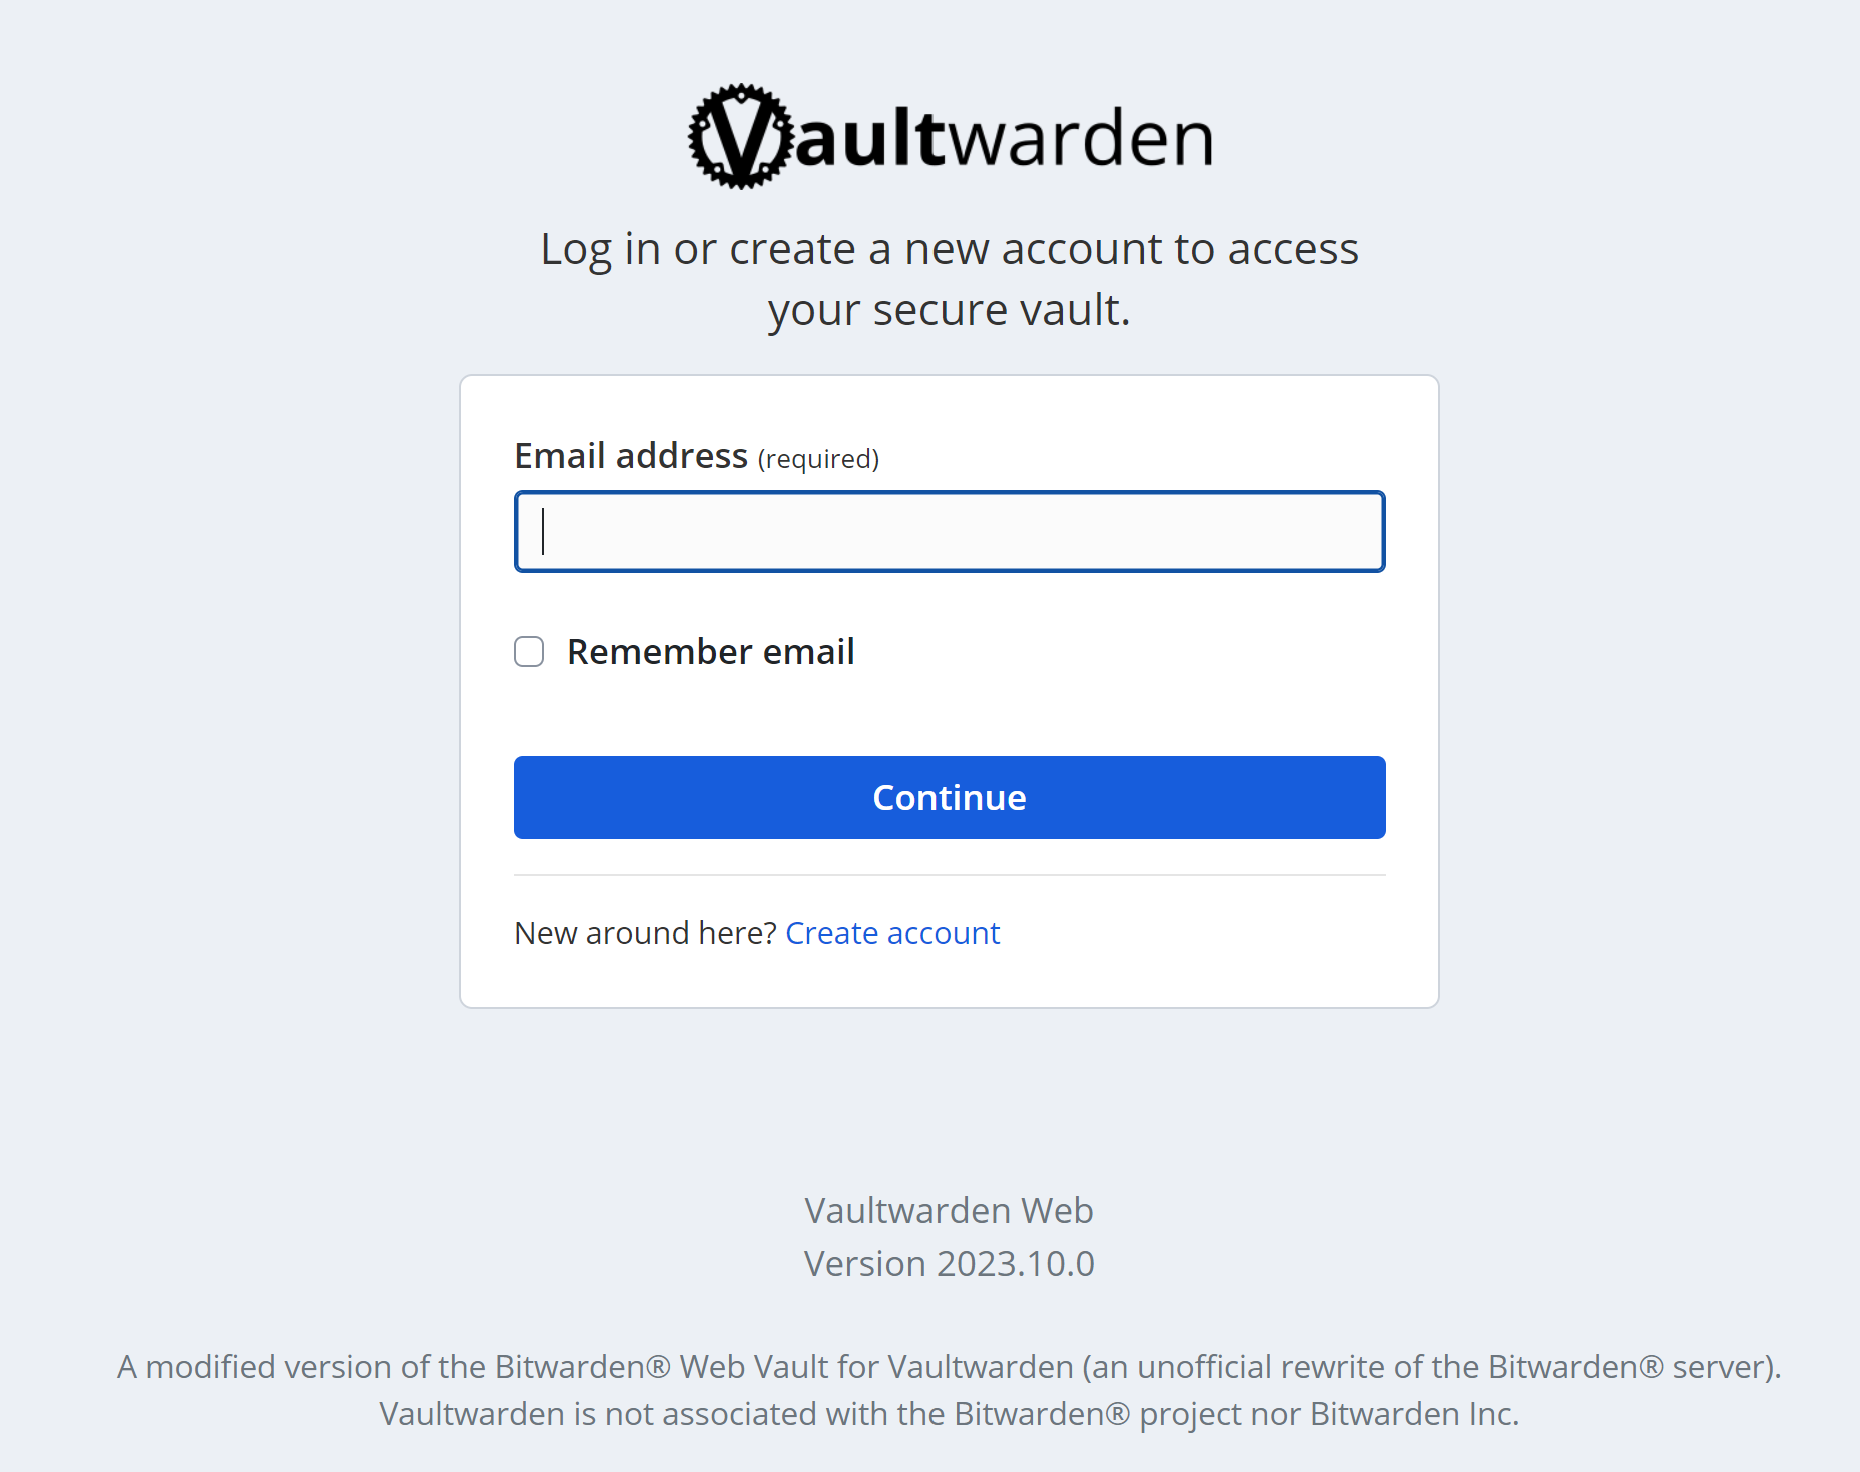 Vaultwarden
Log in or create a new account to access
your secure vault.
Email address (required)
Remember email
Continue
New around here? Create account
Vaultwarden Web
Version 2023.10.0
A modified version of the Bitwarden® Web Vault for Vaultwarden (an unofficial rewrite of the Bitwarden® server).
Vaultwarden is not associated with the Bitwarden® project nor Bitwarden Inc.